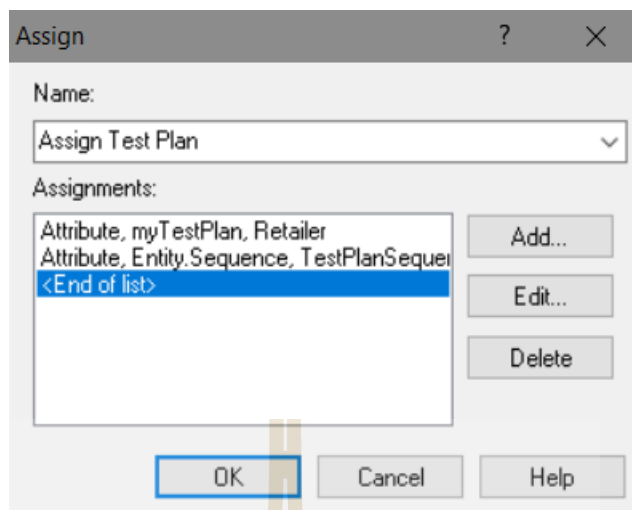 Assign ?
Name:
Assign Test Plan
Assignments:
Attribute, myTestPlan, Retailer
Attribute, Entity.Sequence,
<End of list>
Add...
Edit...
Delete
OK Cancel Help